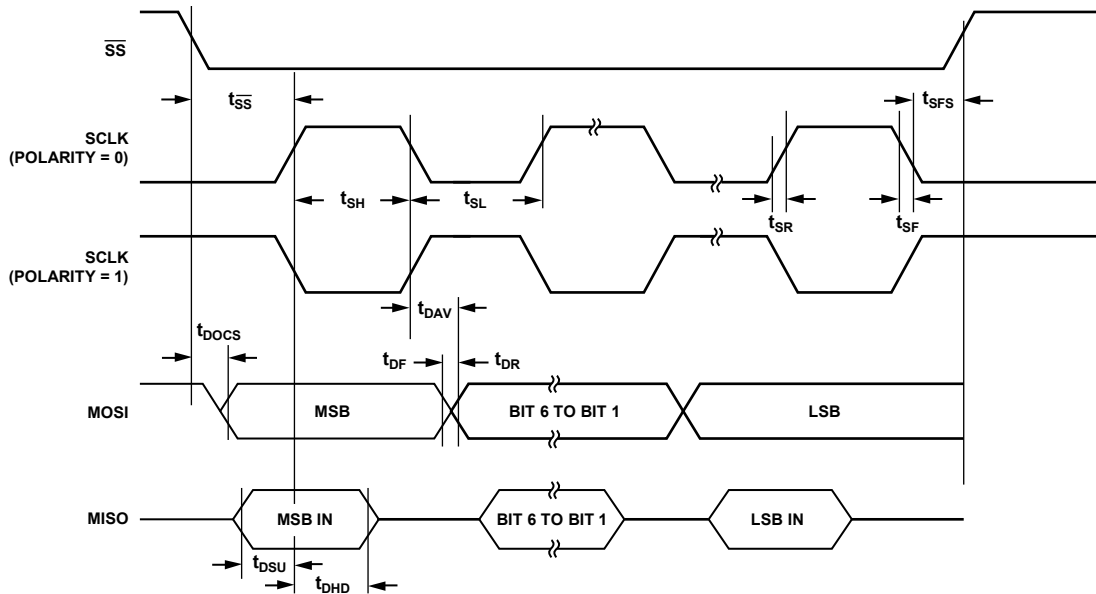 SS
tSS
tSFS
SCLK
(POLARITY = 0)
tSH
tSL
tSR
tSF
SCLK
(POLARITY = 1)
tDAV
tDOCS
tDF
tDR
MOSI
MSB
BIT 6 TO BIT 1
LSB
MISO
MSB IN
BIT 6 TO BIT 1
LSB IN
tDSU
tDHD